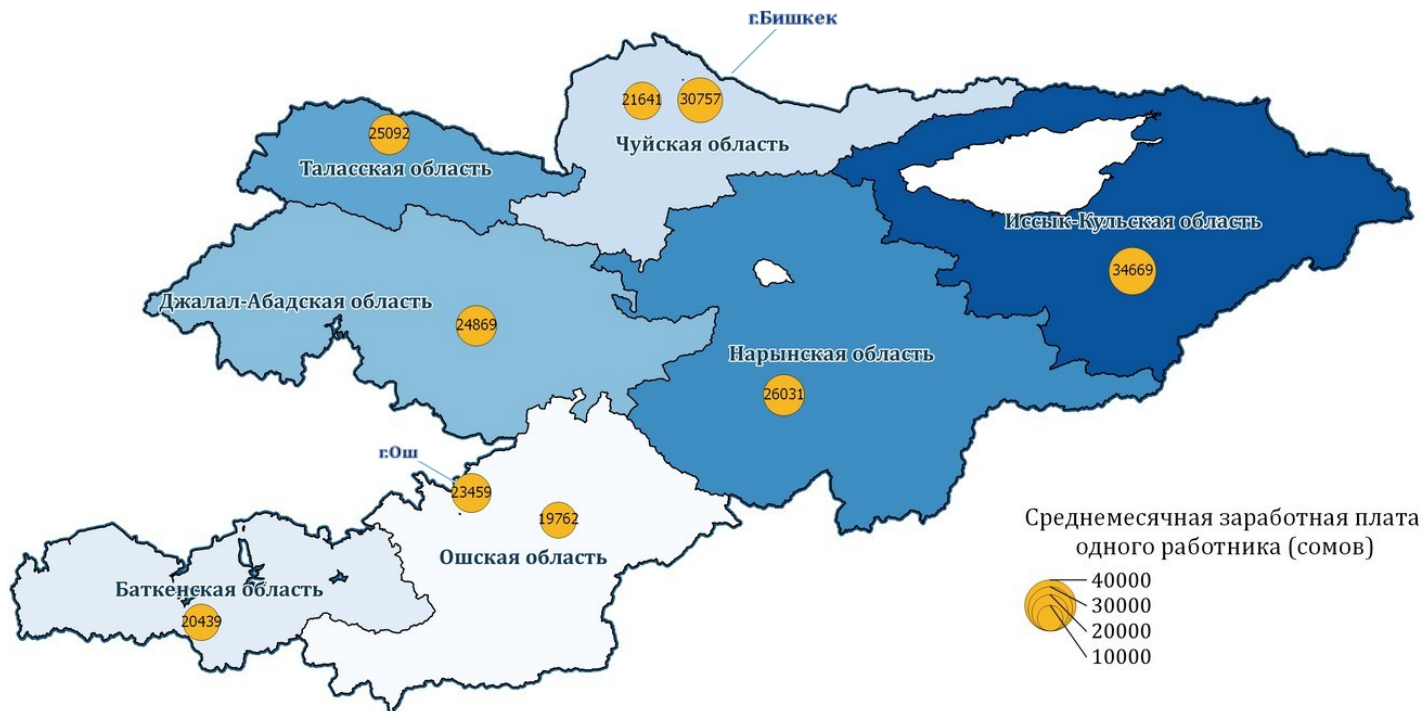 г.Бишкек
21641
30757
25092
Чуйская область
Таласская область
Иссык-Кульская область
34669
Джалал-Абадская область
24869
Нарынская область
26031
г.Ош
23459
19762
Ошская область
Баткенская область
20439
Среднемесячная заработная плата
одного работника (сомов)
40000
30000
20000
10000